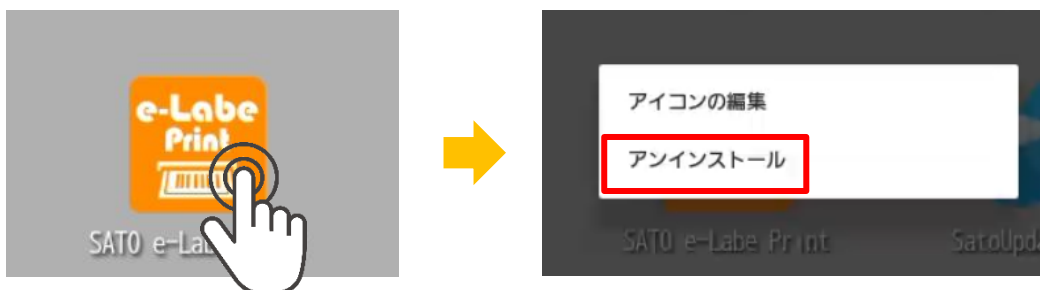 e-Labe
Print
SATO e-La
アイコンの編集
アンインストール
SATO e-Labe Print
SatoUpda